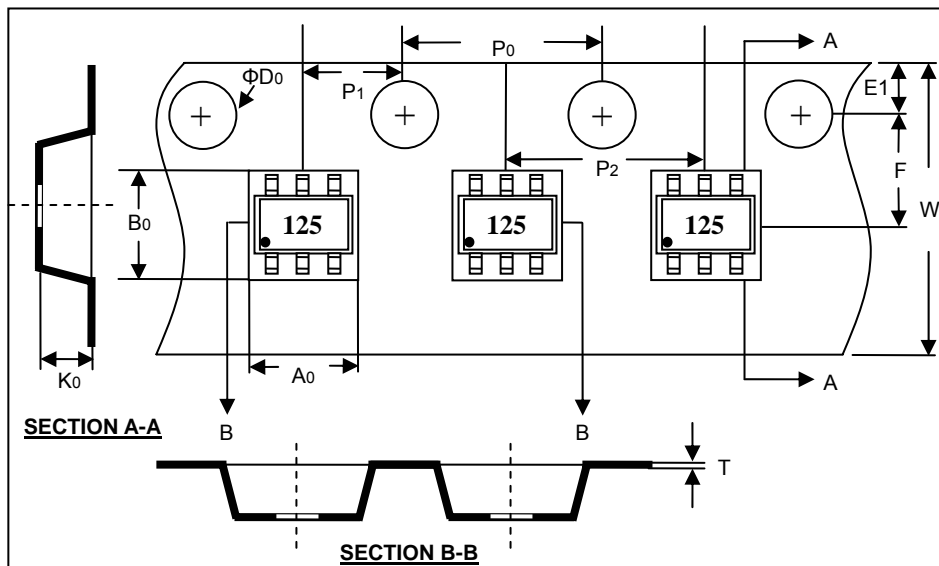 P0
A
ΦD0
P1
E1
F
P2
B0
125
125
125
W
K0
A0
A
SECTION A-A
B
B
T
SECTION B-B